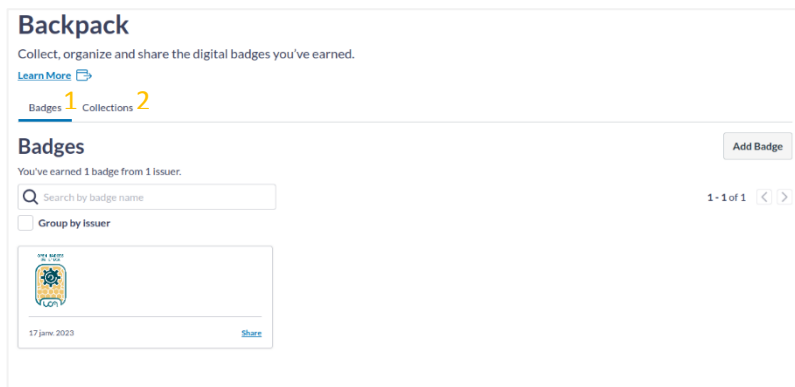 Backpack
Collect, organize and share the digital badges you've earned.
Learn More
Badges 1 Collections 2
Badges
Add Badge
You've earned 1 badge from 1 issuer.
Search by badge name
1 - 1 of 1
Group by Issuer
17 janv. 2023
Share